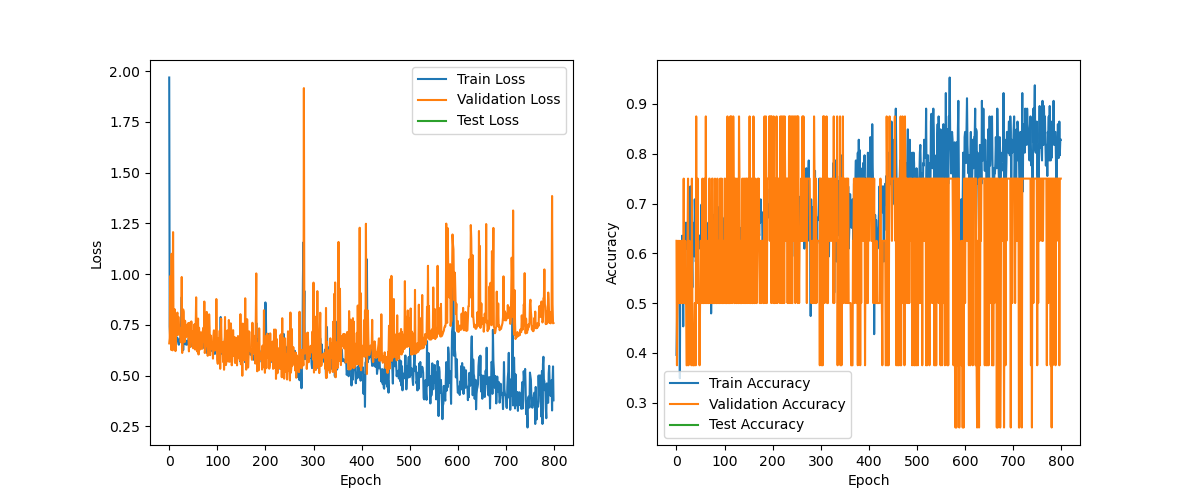 2.00
1.75
1.50
1.25
1.00
0.75
0.50
0.25
Loss
0 100 200 300 400 500 600 700 800
Epoch
Train Loss
Validation Loss
Test Loss
0.9
0.8
0.7
0.6
0.5
0.4
0.3
Accuracy
0 100 200 300 400 500 600 700 800
Epoch
Train Accuracy
Validation Accuracy
Test Accuracy